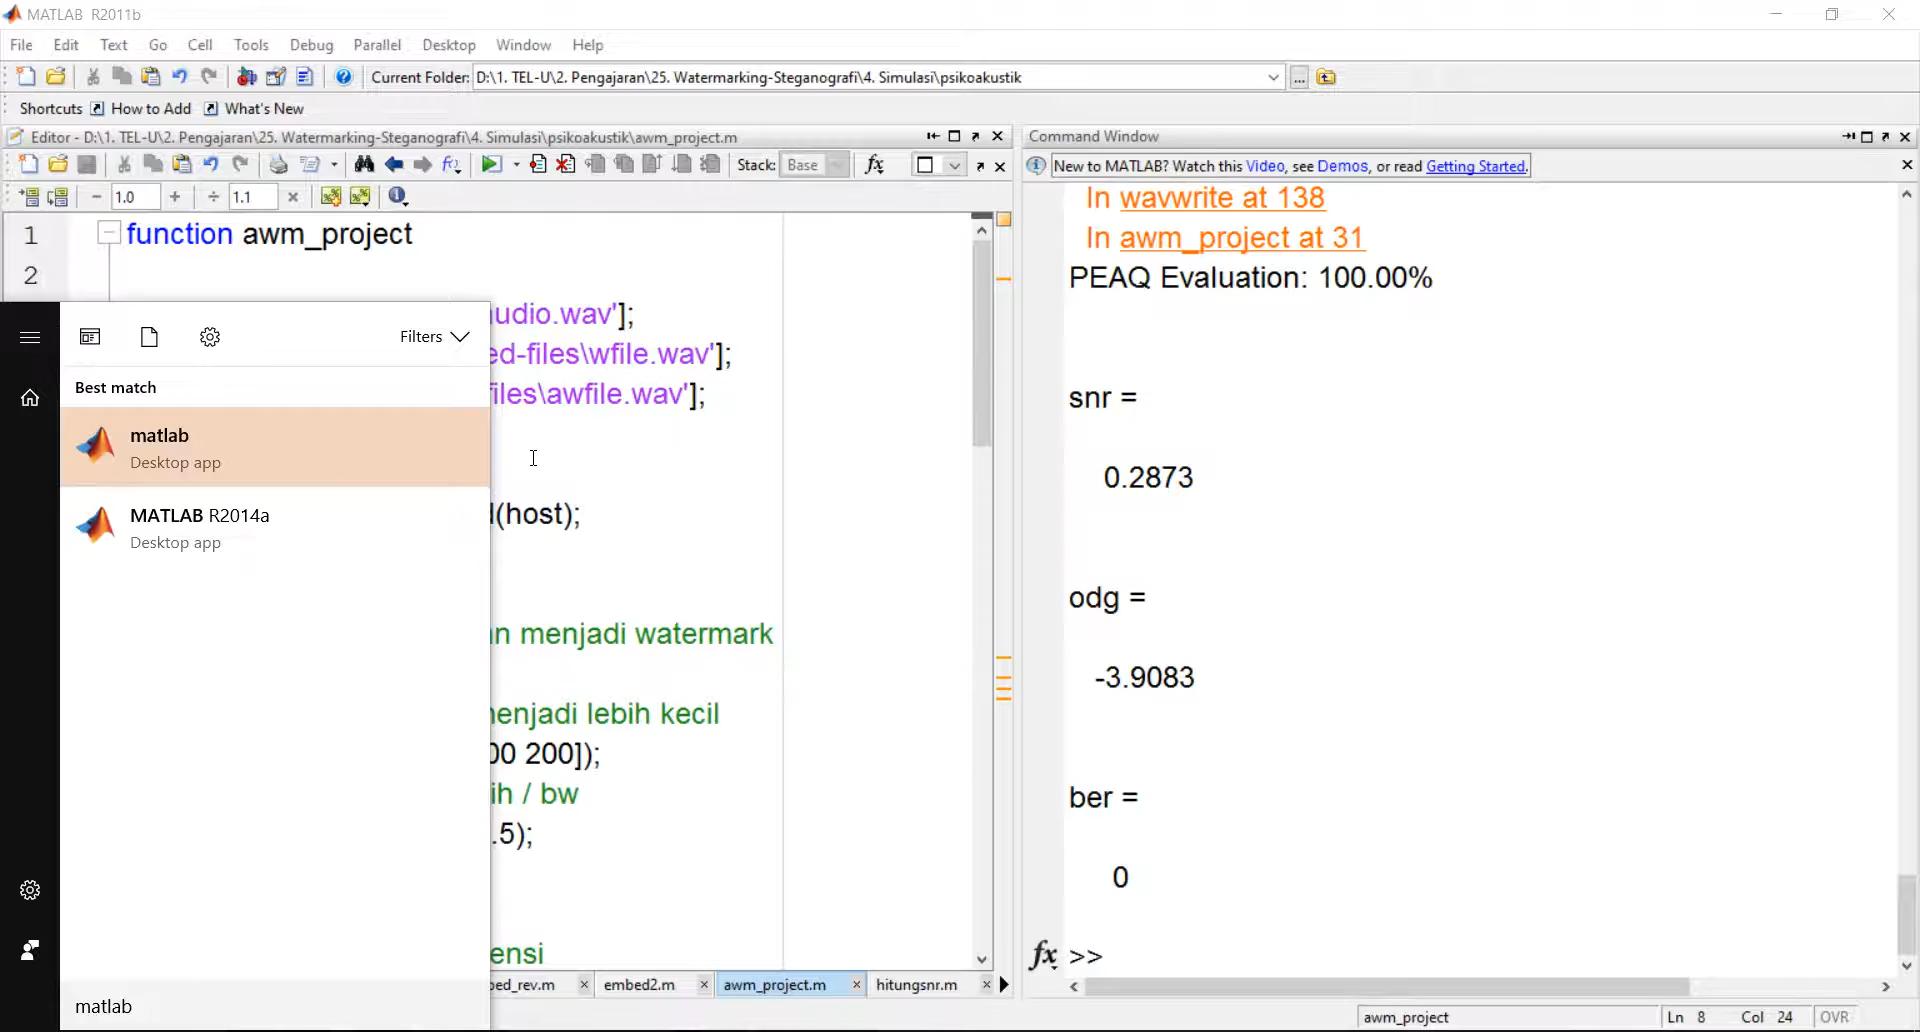 MATLAB R2011b
File Edit Text Go Cell Tools Debug Parallel Desktop Window Help
Current Folder: D:\1. TEL-U\2. Pengajaran\25. Watermarking-Steganografi\4. Simulasi\psikoakustik
Shortcuts How to Add What's New
Editor - D:\1. TEL-U\2. Pengajaran\25. Watermarking-Steganografi\4. Simulasi\psikoakustik\awm_project.m
Stack: Base fx
- 1.0 + ÷ 1.1 ×
1 function awm_project
2
udio.wav'];
ed-files\wfile.wav'];
files\awfile.wav'];
(host);
n menjadi watermark
enjadi lebih kecil
00 200]);
ih / bw
.5);
ensi
Filters
Best match
matlab
Desktop app
MATLAB R2014a
Desktop app
matlab
ed_rev.m embed2.m awm_project.m hitungsnr.m
Command Window
New to MATLAB? Watch this Video, see Demos, or read Getting Started.
In wavwrite at 138
In awm_project at 31
PEAQ Evaluation: 100.00%
snr =
0.2873
odg =
-3.9083
ber =
0
fx >>
awm_project Ln 8 Col 24 OVR